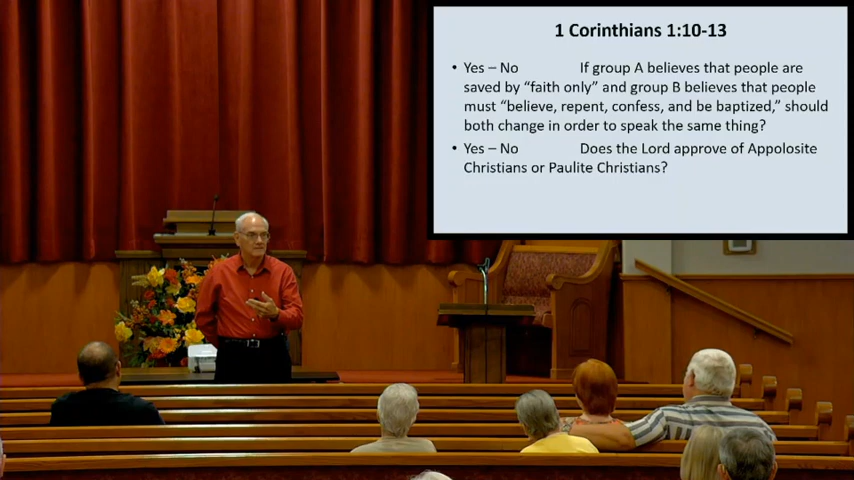 1 Corinthians 1:10-13
• Yes – No If group A believes that people are
saved by “faith only” and group B believes that people
must “believe, repent, confess, and be baptized,” should
both change in order to speak the same thing?
• Yes – No Does the Lord approve of Appolosite
Christians or Paulite Christians?